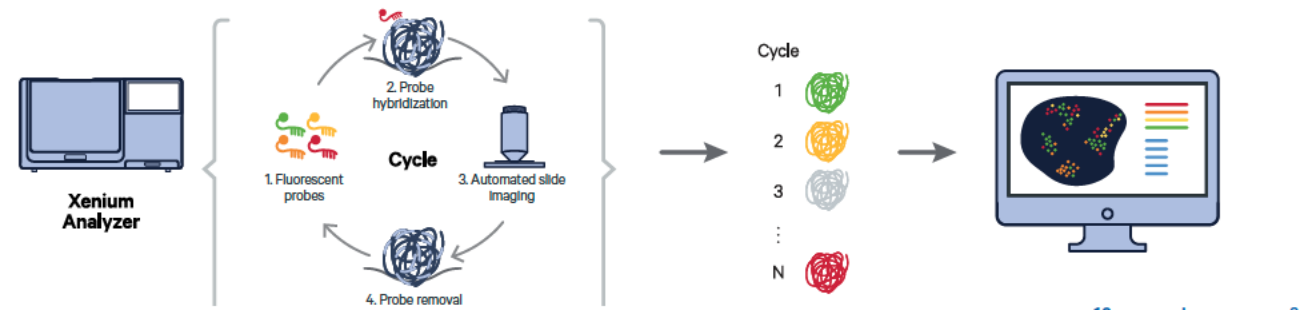 Xenium
Analyzer
2. Probe
hybridization
Cycle
1. Fluorescent
probes
3. Automated slide
imaging
4. Probe removal
Cycle
1
2
3
⋮
N